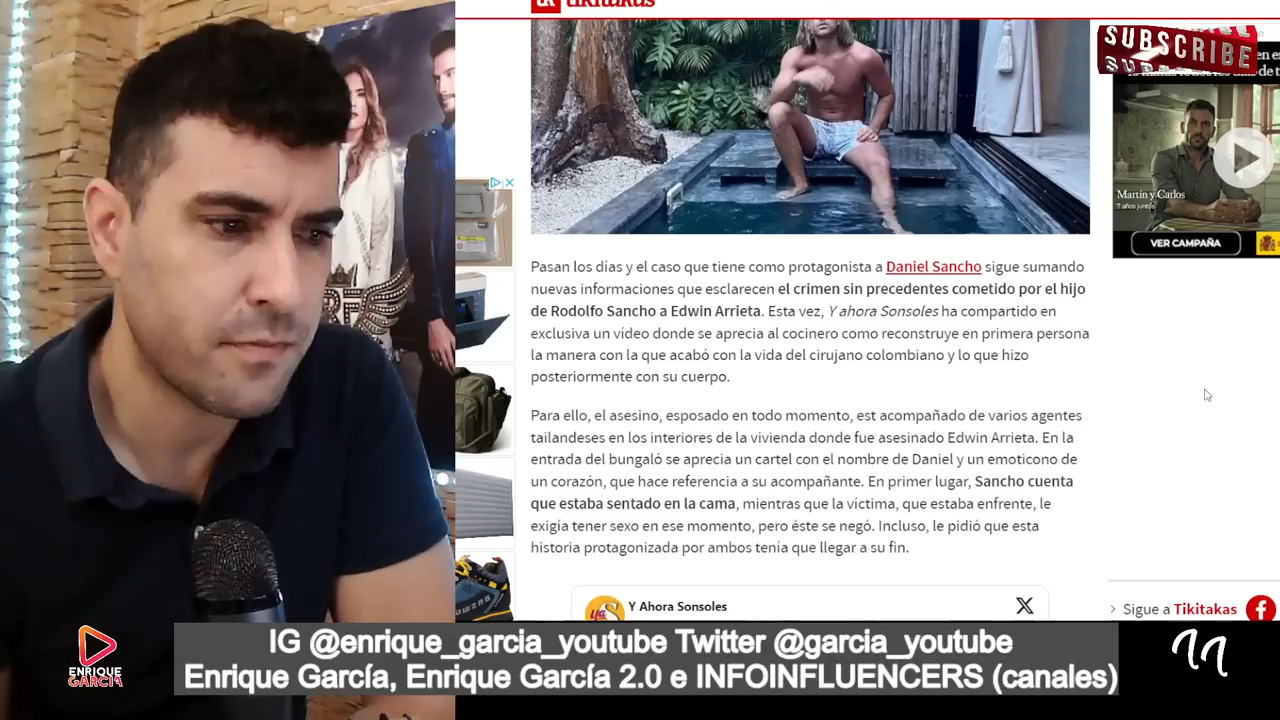 tikitakas
SUBSCRIBE
Martín y Carlos
7 años juntos
VER CAMPAÑA
Pasan los días y el caso que tiene como protagonista a Daniel Sancho sigue sumando
nuevas informaciones que esclarecen el crimen sin precedentes cometido por el hijo
de Rodolfo Sancho a Edwin Arrieta. Esta vez, Y ahora Sonsoles ha compartido en
exclusiva un vídeo donde se aprecia al cocinero como reconstruye en primera persona
la manera con la que acabó con la vida del cirujano colombiano y lo que hizo
posteriormente con su cuerpo.
Para ello, el asesino, esposado en todo momento, est acompañado de varios agentes
tailandeses en los interiores de la vivienda donde fue asesinado Edwin Arrieta. En la
entrada del bungaló se aprecia un cartel con el nombre de Daniel y un emoticono de
un corazón, que hace referencia a su acompañante. En primer lugar, Sancho cuenta
que estaba sentado en la cama, mientras que la víctima, que estaba enfrente, le
exigía tener sexo en ese momento, pero éste se negó. Incluso, le pidió que esta
historia protagonizada por ambos tenía que llegar a su fin.
yas
Y Ahora Sonsoles
Sigue a Tikitakas
ENRIQUE
GARCÍA
IG @enrique_garcia_youtube Twitter @garcia_youtube
Enrique García, Enrique García 2.0 e INFOINFLUENCERS (canales)